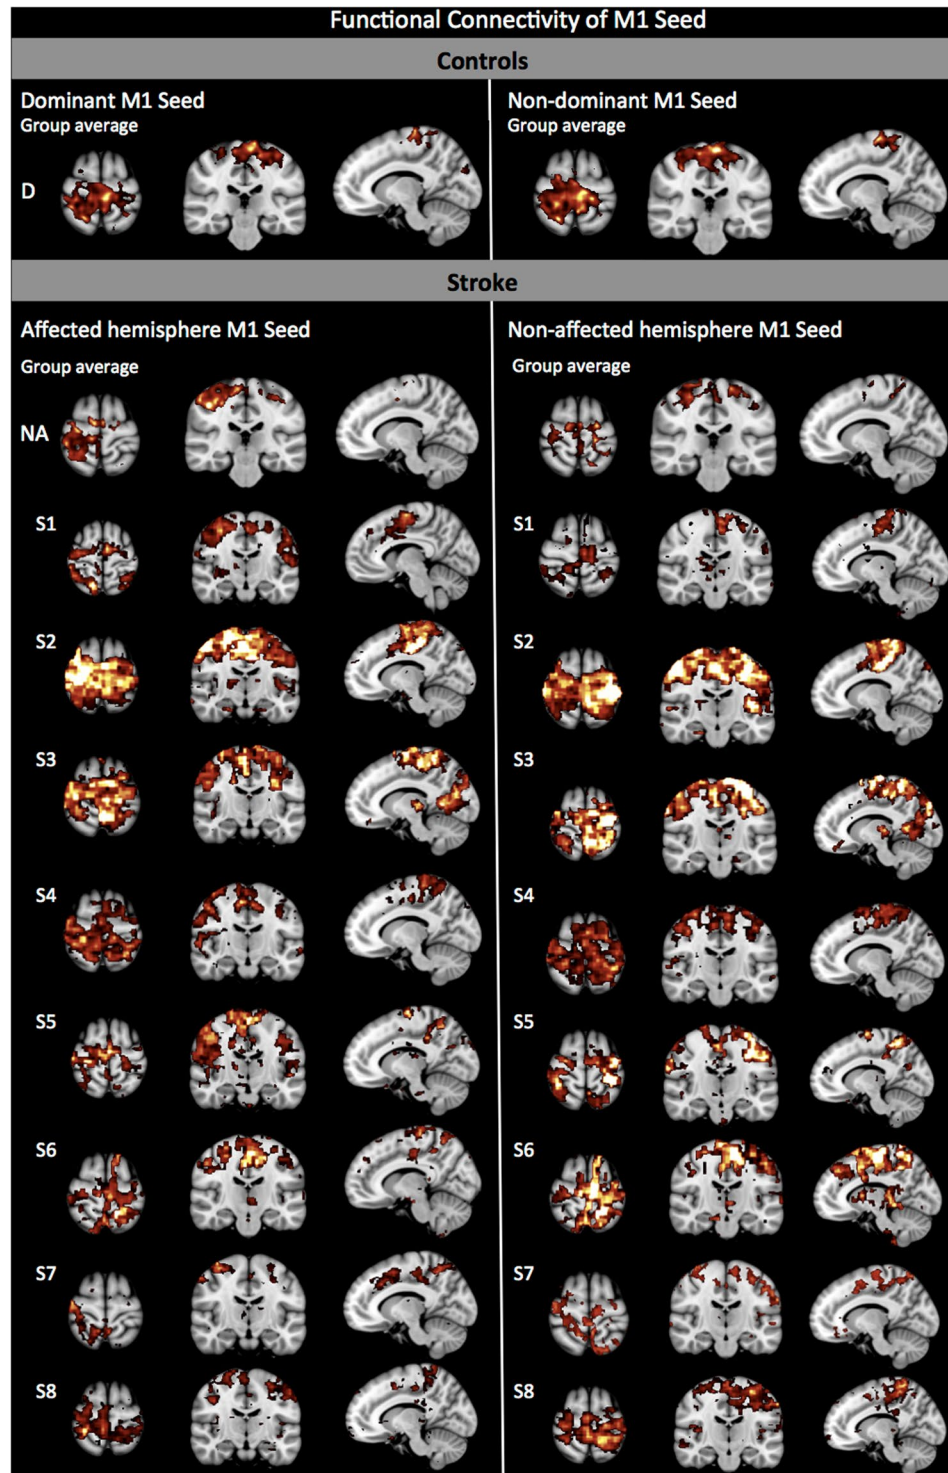 Functional Connectivity of M1 Seed
Controls
Dominant M1 Seed
Group average
D
Non-dominant M1 Seed
Group average
Stroke
Affected hemisphere M1 Seed
Group average
NA
S1
S2
S3
S4
S5
S6
S7
S8
Non-affected hemisphere M1 Seed
Group average
S1
S2
S3
S4
S5
S6
S7
S8